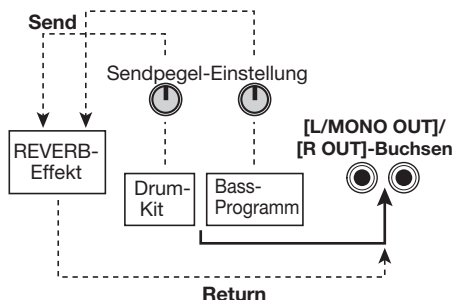 Send
Sendpegel-Einstellung
[L/MONO OUT]/
[R OUT]-Buchsen
REVERB-
Effekt
Drum-
Kit
Bass-
Programm
Return